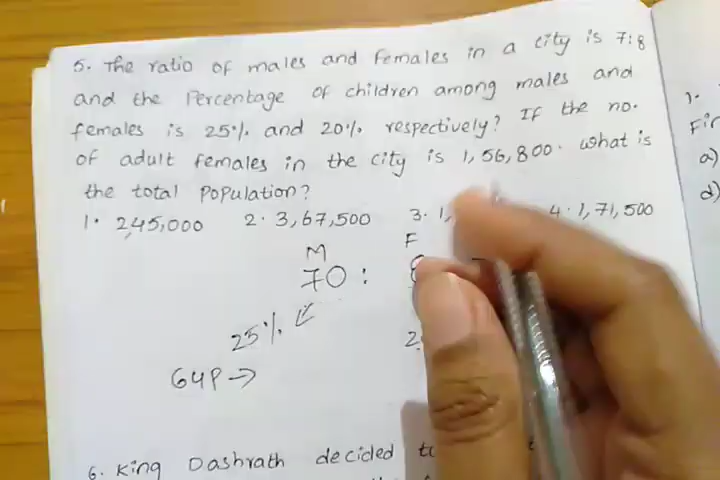 5. The ratio of males and females in a city is 7:8
and the Percentage of children among males and
females is 25% and 20% respectively? If the no.
of adult females in the city is 1,56,800. what is
the total population?
1. 245,000 2. 3,67,500 3. 1, 4. 1,71,500
M F
70 :
25%
G4P →
6. King Dashrath decided
1.
Fir
a)
d)